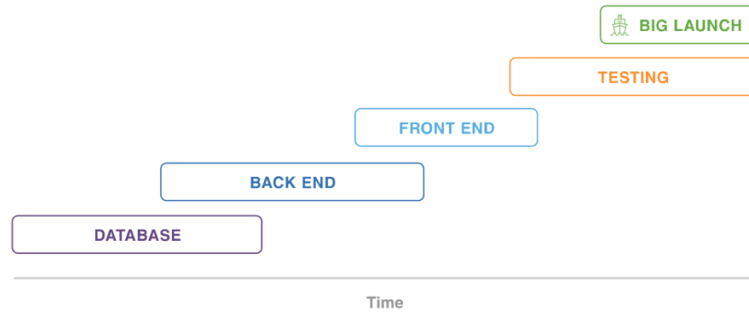 BIG LAUNCH
TESTING
FRONT END
BACK END
DATABASE
Time